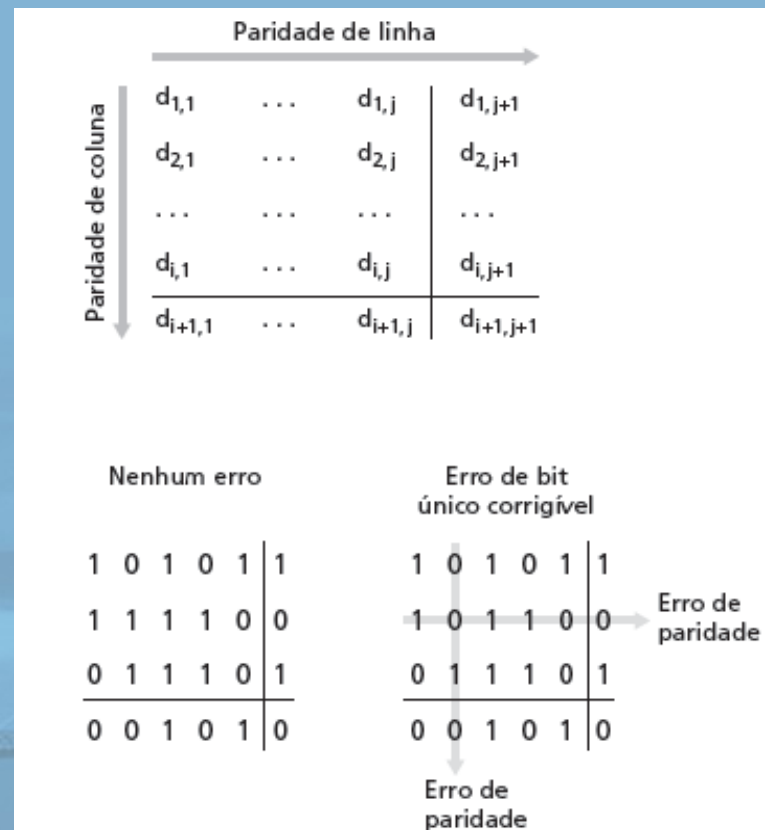 Paridade de linha
Paridade de coluna
d1,1 ... d1,j d1,j+1
d2,1 ... d2,j d2,j+1
... ... ... ...
di,1 ... di,j di,j+1
di+1,1 ... di+1,j di+1,j+1
Nenhum erro
1 0 1 0 1 1
1 1 1 1 0 0
0 1 1 1 0 1
0 0 1 0 1 0
Erro de bit
único corrigível
1 0 1 0 1 1
1 0 1 1 0 0
0 1 1 1 0 1
0 0 1 0 1 0
Erro de
paridade
Erro de
paridade